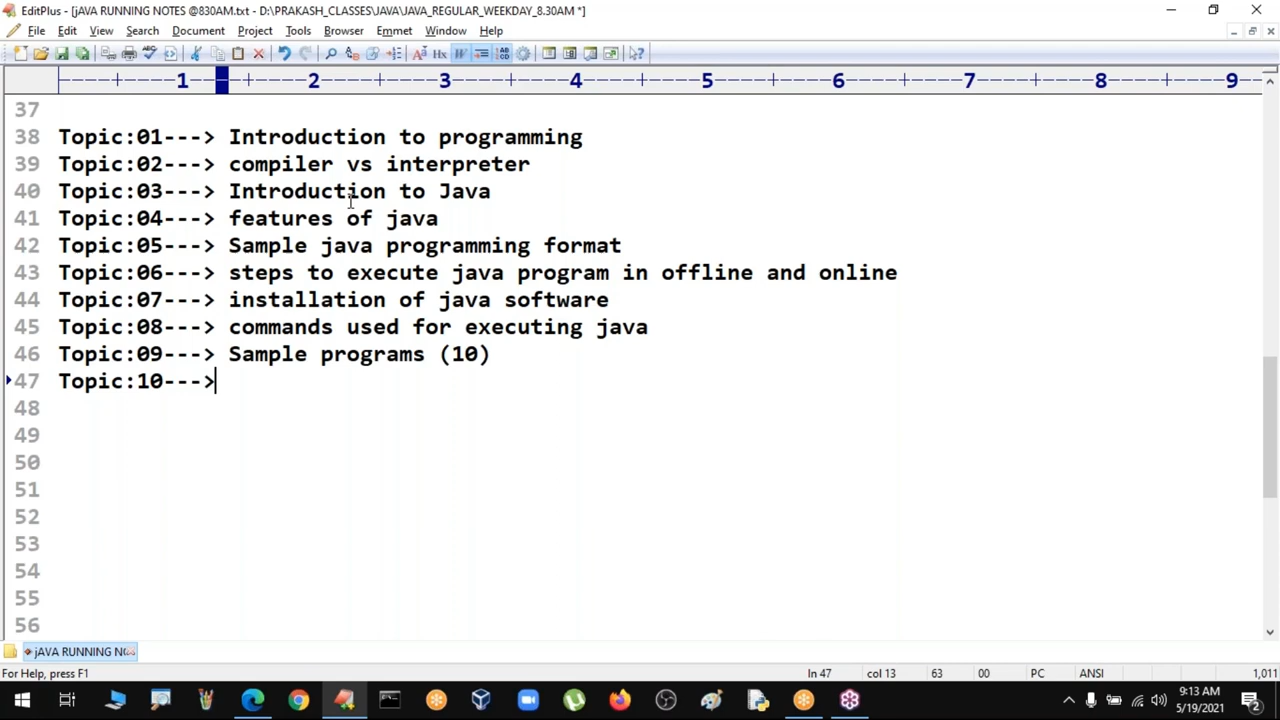 EditPlus - [jAVA RUNNING NOTES @830AM.txt - D:\PRAKASH_CLASSES\JAVA\JAVA_REGULAR_WEEKDAY_8.30AM *]
File Edit View Search Document Project Tools Browser Emmet Window Help
----+----1----+----2----+----3----+----4----+----5----+----6----+----7----+----8----+----9--
37
38 Topic:01---> Introduction to programming
39 Topic:02---> compiler vs interpreter
40 Topic:03---> Introduction to Java
41 Topic:04---> features of java
42 Topic:05---> Sample java programming format
43 Topic:06---> steps to execute java program in offline and online
44 Topic:07---> installation of java software
45 Topic:08---> commands used for executing java
46 Topic:09---> Sample programs (10)
47 Topic:10--->
48
49
50
51
52
53
54
55
56
jAVA RUNNING NO
For Help, press F1 ln 47 col 13 63 00 PC ANSI 1,011
9:13 AM
5/19/2021
2